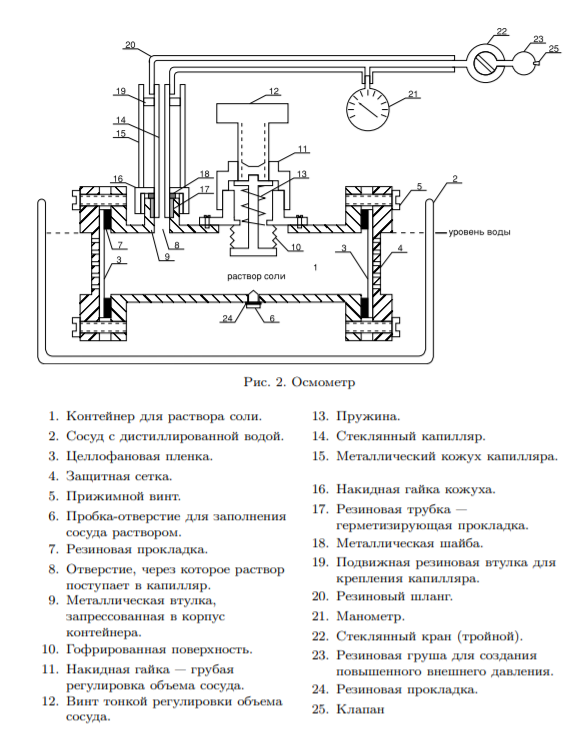 20
22
23
25
19
14
15
12
21
11
16
18
17
13
5
2
уровень воды
7
9
8
10
3
3
4
раствор соли
1
24
6
Рис. 2. Осмометр
1. Контейнер для раствора соли.
2. Сосуд с дистиллированной водой.
3. Целлофановая пленка.
4. Защитная сетка.
5. Прижимной винт.
6. Пробка-отверстие для заполнения
сосуда раствором.
7. Резиновая прокладка.
8. Отверстие, через которое раствор
поступает в капилляр.
9. Металлическая втулка,
запрессованная в корпус
контейнера.
10. Гофрированная поверхность.
11. Накидная гайка — грубая
регулировка объема сосуда.
12. Винт тонкой регулировки объема
сосуда.
13. Пружина.
14. Стеклянный капилляр.
15. Металлический кожух капилляра.
16. Накидная гайка кожуха.
17. Резиновая трубка —
герметизирующая прокладка.
18. Металлическая шайба.
19. Подвижная резиновая втулка для
крепления капилляра.
20. Резиновый шланг.
21. Манометр.
22. Стеклянный кран (тройной).
23. Резиновая груша для создания
повышенного внешнего давления.
24. Резиновая прокладка.
25. Клапан